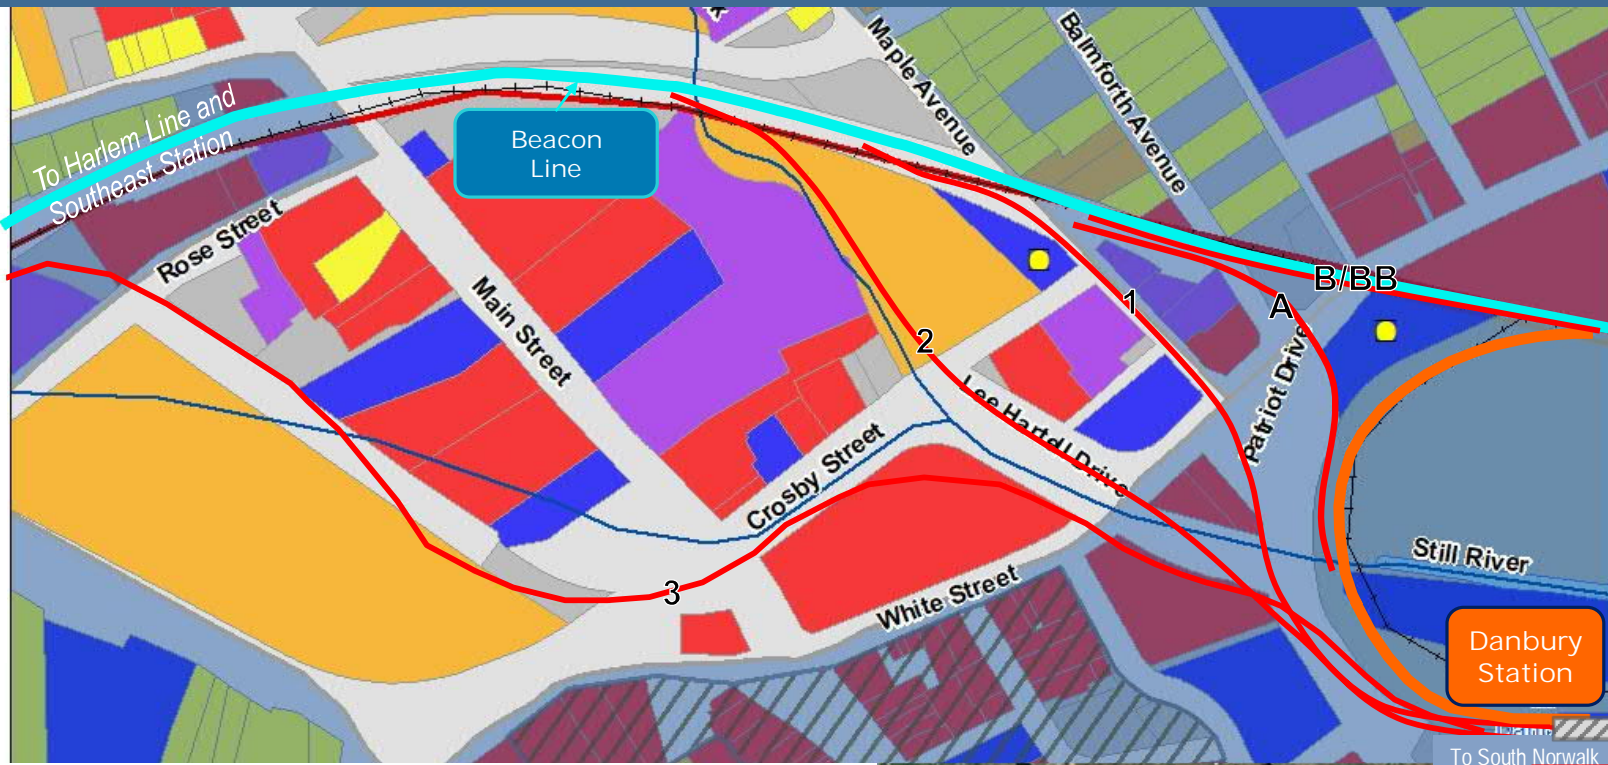 Maple Avenue
Balmforth Avenue
To Harlem Line and
Southeast Station
Beacon
Line
Rose Street
Main Street
B/BB
1
A
2
Lee Hartel Drive
Patriot Drive
Crosby Street
Still River
3
White Street
Danbury
Station
To South Norwalk